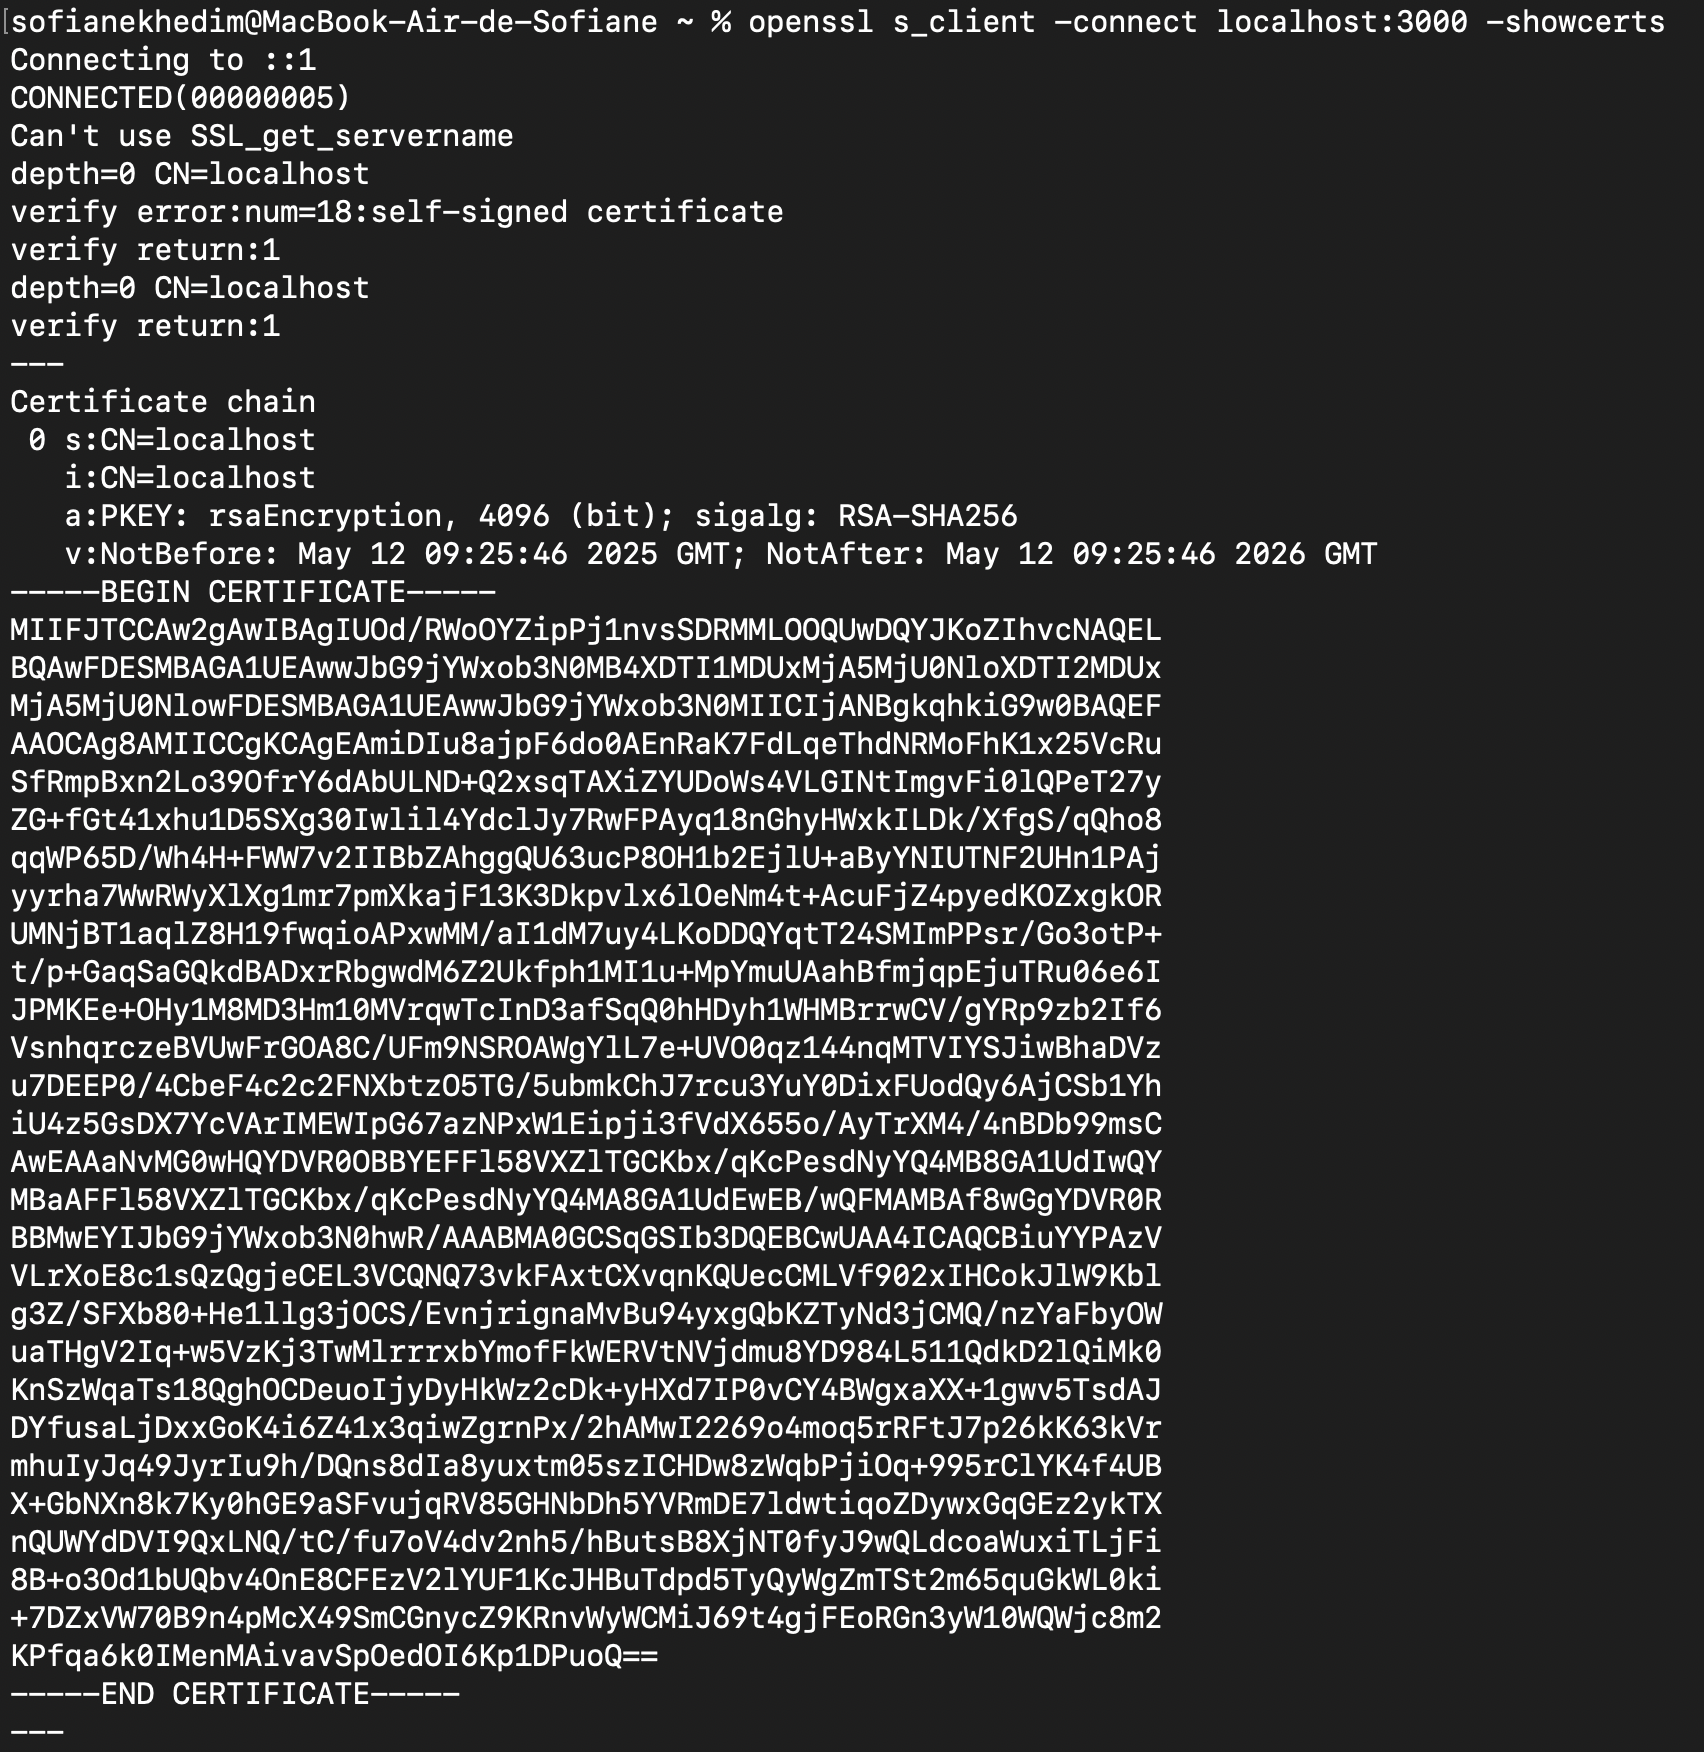 [sofianekhedim@MacBook-Air-de-Sofiane ~ % openssl s_client -connect localhost:3000 -showcerts
Connecting to ::1
CONNECTED(00000005)
Can't use SSL_get_servername
depth=0 CN=localhost
verify error:num=18:self-signed certificate
verify return:1
depth=0 CN=localhost
verify return:1
---
Certificate chain
 0 s:CN=localhost
   i:CN=localhost
   a:PKEY: rsaEncryption, 4096 (bit); sigalg: RSA-SHA256
   v:NotBefore: May 12 09:25:46 2025 GMT; NotAfter: May 12 09:25:46 2026 GMT
-----BEGIN CERTIFICATE-----
MIIFJTCCAw2gAwIBAgIUOd/RWoOYZipPj1nvsSDRMMLOOQUwDQYJKoZIhvcNAQEL
BQAwFDESMBAGA1UEAwwJbG9jYWxob3N0MB4XDTI1MDUxMjA5MjU0NloXDTI2MDUx
MjA5MjU0NlowFDESMBAGA1UEAwwJbG9jYWxob3N0MIICIjANBgkqhkiG9w0BAQEF
AAOCAg8AMIICCgKCAgEAmiDIu8ajpF6do0AEnRaK7FdLqeThdNRMoFhK1x25VcRu
SfRmpBxn2Lo39OfrY6dAbULND+Q2xsqTAXiZYUDoWs4VLGINtImgvFi0lQPeT27y
ZG+fGt41xhu1D5SXg30Iwlil4YdclJy7RwFPAyq18nGhyHWxkILDk/XfgS/qQho8
qqWP65D/Wh4H+FWW7v2IIBbZAhggQU63ucP8OH1b2EjlU+aByYNIUTNF2UHn1PAj
yyrha7WwRWyXlXg1mr7pmXkajF13K3Dkpvlx6lOeNm4t+AcuFjZ4pyedKOZxgkOR
UMNjBT1aqlZ8H19fwqioAPxwMM/aI1dM7uy4LKoDDQYqtT24SMImPPsr/Go3otP+
t/p+GaqSaGQkdBADxrRbgwdM6Z2Ukfph1MI1u+MpYmuUAahBfmjqpEjuTRu06e6I
JPMKEe+OHy1M8MD3Hm10MVrqwTcInD3afSqQ0hHDyh1WHMBrrwCV/gYRp9zb2If6
VsnhqrczeBVUwFrGOA8C/UFm9NSROAWgYlL7e+UVO0qz144nqMTVIYSJiwBhaDVz
u7DEEP0/4CbeF4c2c2FNXbtzO5TG/5ubmkChJ7rcu3YuY0DixFUodQy6AjCSb1Yh
iU4z5GsDX7YcVArIMEWIpG67azNPxW1Eipji3fVdX655o/AyTrXM4/4nBDb99msC
AwEAAaNvMG0wHQYDVR0OBBYEFFl58VXZlTGCKbx/qKcPesdNyYQ4MB8GA1UdIwQY
MBaAFFl58VXZlTGCKbx/qKcPesdNyYQ4MA8GA1UdEwEB/wQFMAMBAf8wGgYDVR0R
BBMwEYIJbG9jYWxob3N0hwR/AAABMA0GCSqGSIb3DQEBCwUAA4ICAQCBiuYYPAzV
VLrXoE8c1sQzQgjeCEL3VCQNQ73vkFAxtCXvqnKQUecCMLVf902xIHCokJlW9Kbl
g3Z/SFXb80+He1llg3jOCS/EvnjrignaMvBu94yxgQbKZTyNd3jCMQ/nzYaFbyOW
uaTHgV2Iq+w5VzKj3TwMlrrrxbYmofFkWERVtNVjdmu8YD984L511QdkD2lQiMk0
KnSzWqaTs18QghOCDeuoIjyDyHkWz2cDk+yHXd7IP0vCY4BWgxaXX+1gwv5TsdAJ
DYfusaLjDxxGoK4i6Z41x3qiwZgrnPx/2hAMwI2269o4moq5rRFtJ7p26kK63kVr
mhuIyJq49JyrIu9h/DQns8dIa8yuxtm05szICHDw8zWqbPjiOq+995rClYK4f4UB
X+GbNXn8k7Ky0hGE9aSFvujqRV85GHNbDh5YVRmDE7ldwtiqoZDywxGqGEz2ykTX
nQUWYdDVI9QxLNQ/tC/fu7oV4dv2nh5/hButsB8XjNT0fyJ9wQLdcoaWuxiTLjFi
8B+o3Od1bUQbv4OnE8CFEzV2lYUF1KcJHBuTdpd5TyQyWgZmTSt2m65quGkWL0ki
+7DZxVW70B9n4pMcX49SmCGnycZ9KRnvWyWCMiJ69t4gjFEoRGn3yW10WQWjc8m2
KPfqa6k0IMenMAivavSpOedOI6Kp1DPuoQ==
-----END CERTIFICATE-----
---